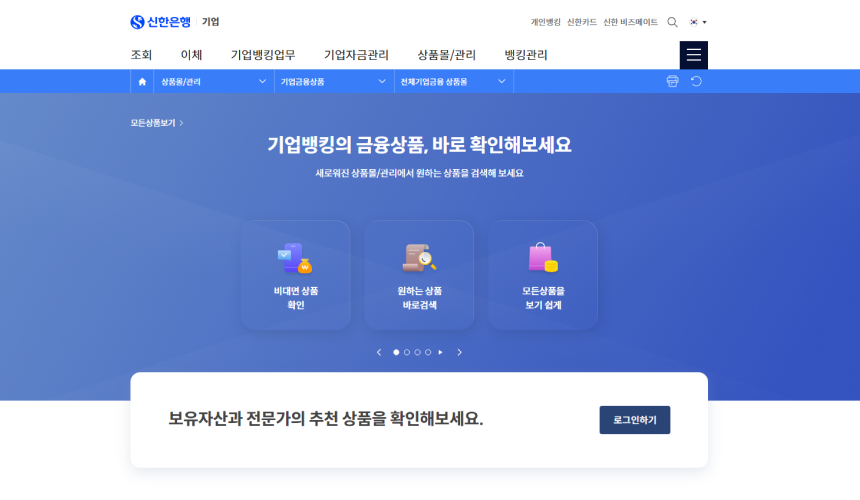 신한은행 기업
개인뱅킹 신한카드 신한 비즈메이트
조회 이체 기업뱅킹업무 기업자금관리 상품몰/관리 뱅킹관리
상품몰/관리 기업금융상품 전체기업금융 상품몰
모든상품보기 >
기업뱅킹의 금융상품, 바로 확인해보세요
새로워진 상품몰/관리에서 원하는 상품을 검색해 보세요
비대면 상품
확인
원하는 상품
바로검색
모든상품을
보기 쉽게
보유자산과 전문가의 추천 상품을 확인해보세요.
로그인하기